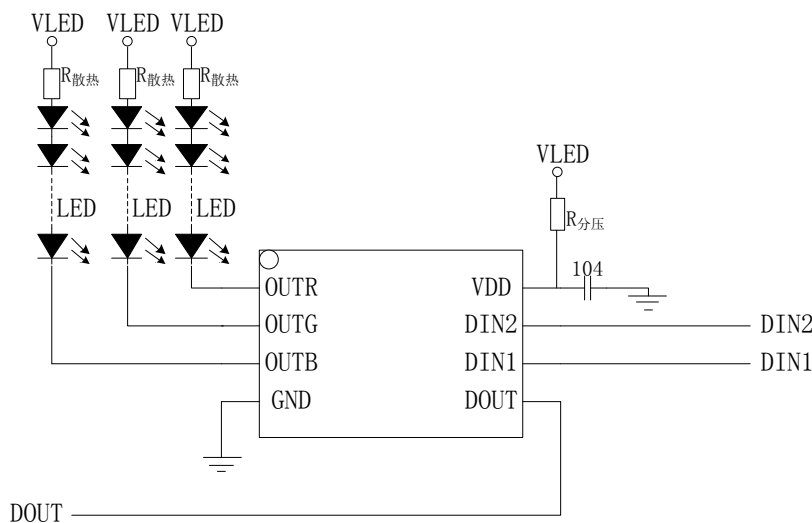 VLED VLED VLED
R散热 R散热 R散热
VLED
R分压
LED LED LED
104
OUTR VDD
OUTG DIN2 DIN2
OUTB DIN1 DIN1
GND DOUT
DOUT